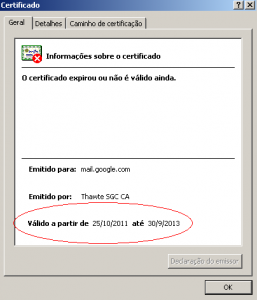 Certificado
Geral Detalhes Caminho de certificação
Informações sobre o certificado
O certificado expirou ou não é válido ainda.
Emitido para: mail.google.com
Emitido por: Thawte SGC CA
Válido a partir de 25/10/2011 até 30/9/2013
Declaração do emissor
OK